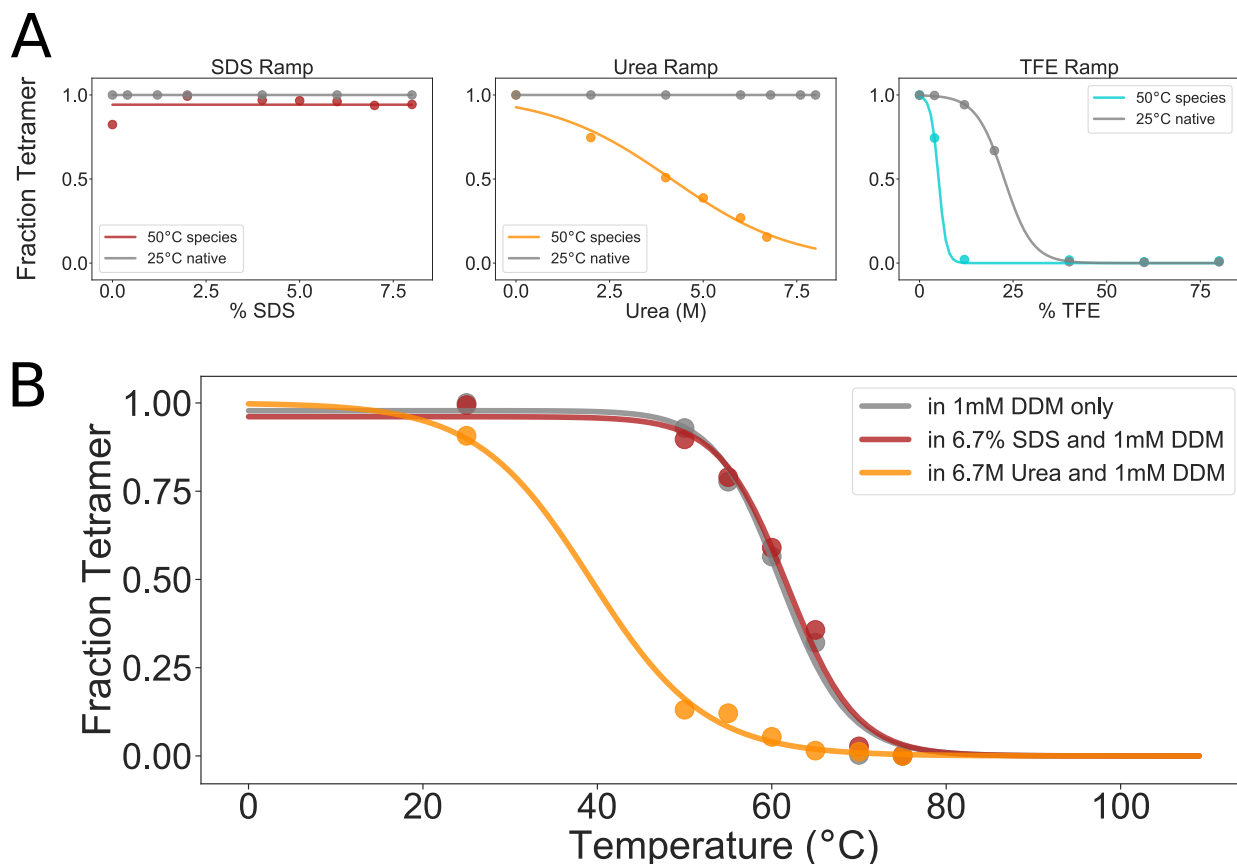 A
SDS Ramp
Urea Ramp
TFE Ramp
Fraction Tetramer
1.0
0.5
0.0
50°C species
25°C native
0.0
2.5
5.0
7.5
% SDS
1.0
0.5
0.0
50°C species
25°C native
0.0
2.5
5.0
7.5
Urea (M)
1.0
0.5
0.0
50°C species
25°C native
0
25
50
75
% TFE
B
Fraction Tetramer
1.00
0.75
0.50
0.25
0.00
in 1mM DDM only
in 6.7% SDS and 1mM DDM
in 6.7M Urea and 1mM DDM
0
20
40
60
80
100
Temperature (°C)